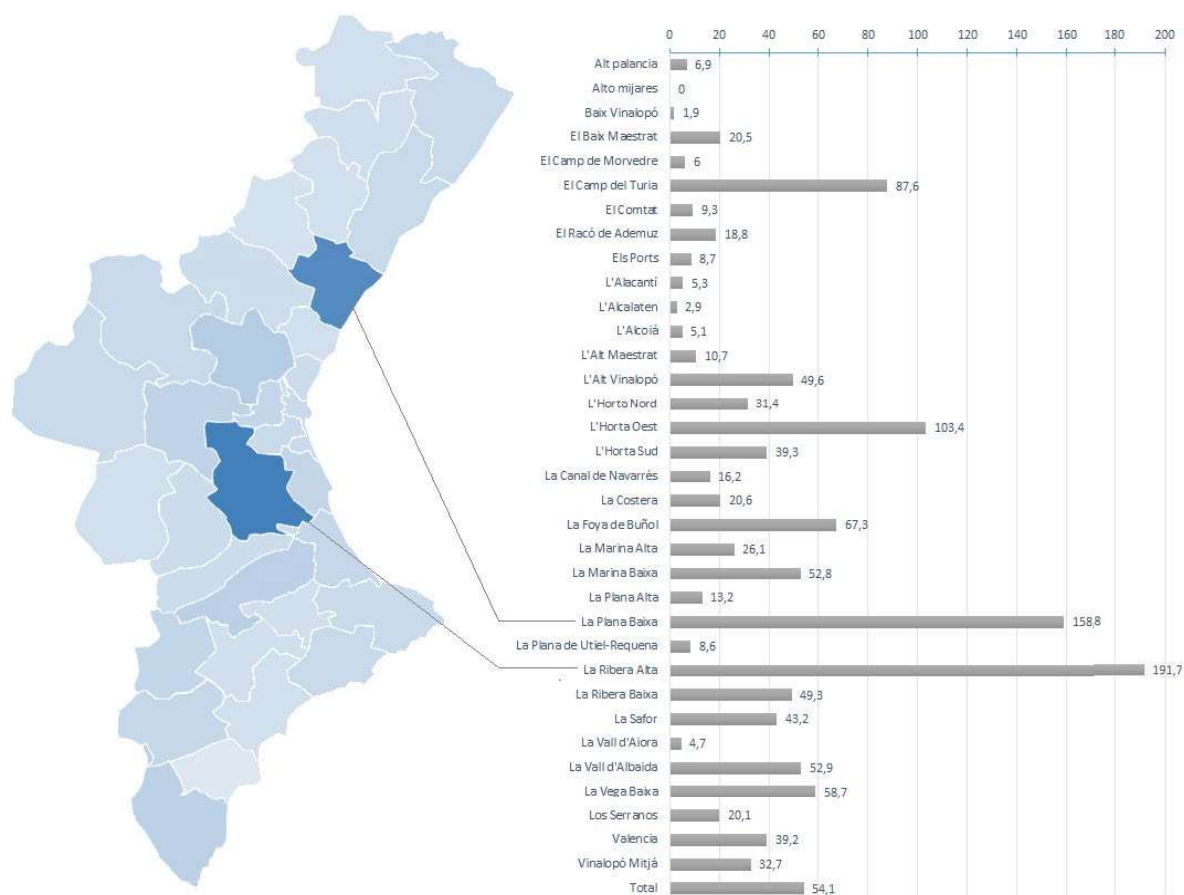 0 20 40 60 80 100 120 140 160 180 200
Alt palancia 6,9
Alto mijares 0
Baix Vinalopó 1,9
El Baix Maestrat 20,5
El Camp de Morvedre 6
El Camp del Turia 87,6
El Comtat 9,3
El Racó de Ademuz 18,8
Els Ports 8,7
L'Alacantí 5,3
L'Alcalaten 2,9
L'Alcoiá 5,1
L'Alt Maestrat 10,7
L'Alt Vinalopó 49,6
L'Horta Nord 31,4
L'Horta Oest 103,4
L'Horta Sud 39,3
La Canal de Navarrés 16,2
La Costera 20,6
La Foya de Buñol 67,3
La Marina Alta 26,1
La Marina Baixa 52,8
La Plana Alta 13,2
La Plana Baixa 158,8
La Plana de Utiel-Requena 8,6
La Ribera Alta 191,7
La Ribera Baixa 49,3
La Safor 43,2
La Vall d'Aiora 4,7
La Vall d'Albaida 52,9
La Vega Baixa 58,7
Los Serranos 20,1
Valencia 39,2
Vinalopó Mitjá 32,7
Total 54,1